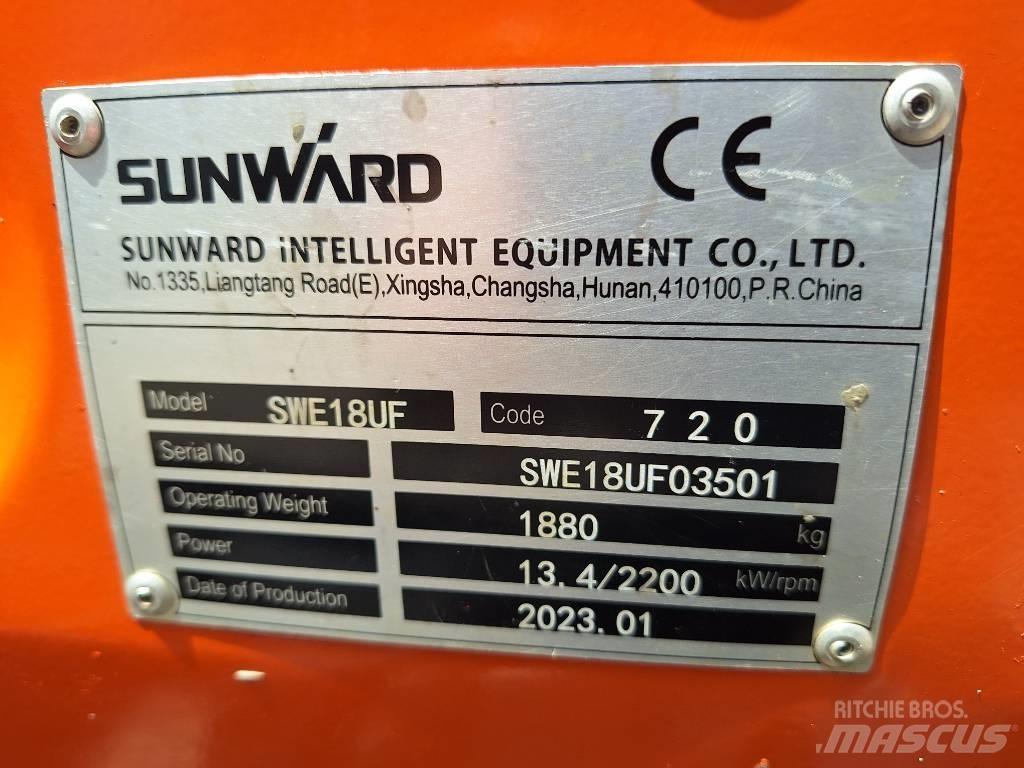 SUNWARD CE
SUNWARD INTELLIGENT EQUIPMENT CO., LTD.
No.1335,Liangtang Road(E),Xingsha,Changsha,Hunan,410100,P.R.China
Model SWE18UF Code 720
Serial No SWE18UF03501
Operating Weight 1880 kg
Power 13.4/2200 kW/rpm
Date of Production 2023.01
RITCHIE BROS.
MASCUS